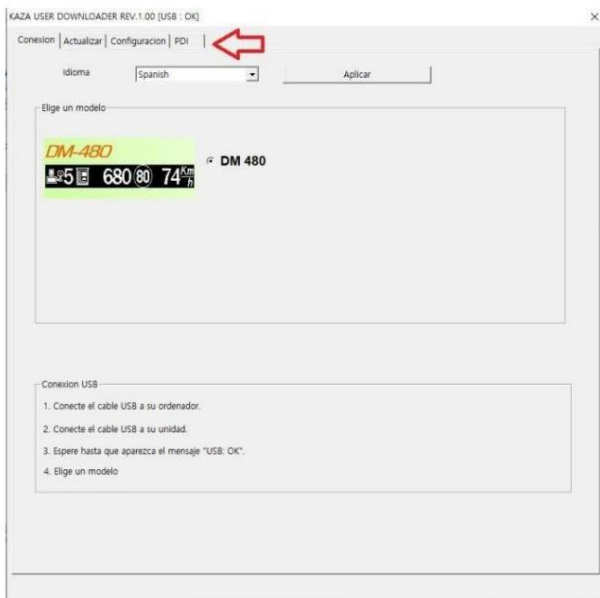 KAZA USER DOWNLOADER REV.1.00 [USB : OK]
Conexion Actualizar Configuracion PDI
Idioma Spanish Aplicar
Elige un modelo
DM-480
5 680 80 74 Km/h
DM 480
Conexion USB
1. Conecte el cable USB a su ordenador.
2. Conecte el cable USB a su unidad.
3. Espere hasta que aparezca el mensaje "USB: OK".
4. Elige un modelo